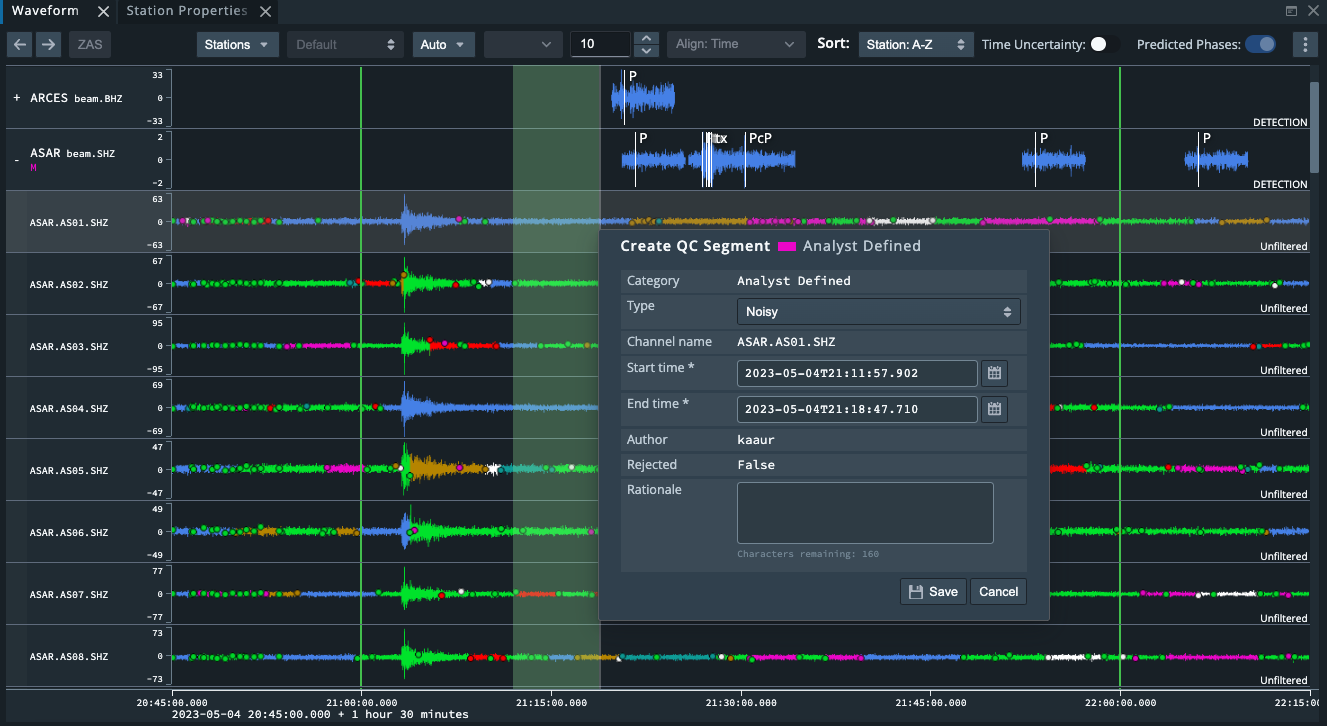 Waveform
Station Properties
ZAS
Stations
Default
Auto
10
Align: Time
Sort:
Station: A-Z
Time Uncertainty:
Predicted Phases:
+ ARCES beam.BHZ
33
0
-33
P
DETECTION
- ASAR beam.SHZ
M
2
0
-2
P
PcP
P
P
DETECTION
ASAR.AS01.SHZ
63
0
-63
Unfiltered
ASAR.AS02.SHZ
67
0
-67
Unfiltered
ASAR.AS03.SHZ
95
0
-95
Unfiltered
ASAR.AS04.SHZ
69
0
-69
Unfiltered
ASAR.AS05.SHZ
47
0
-47
Unfiltered
ASAR.AS06.SHZ
49
0
-49
Unfiltered
ASAR.AS07.SHZ
77
0
-77
Unfiltered
ASAR.AS08.SHZ
73
0
-73
Unfiltered
Create QC Segment Analyst Defined
Category Analyst Defined
Type Noisy
Channel name ASAR.AS01.SHZ
Start time * 2023-05-04T21:11:57.902
End time * 2023-05-04T21:18:47.710
Author kaaur
Rejected False
Rationale
Characters remaining: 160
Save Cancel
20:45:00.000 21:00:00.000 21:15:00.000 21:30:00.000 21:45:00.000 22:00:00.000 22:15:0
2023-05-04 20:45:00.000 + 1 hour 30 minutes